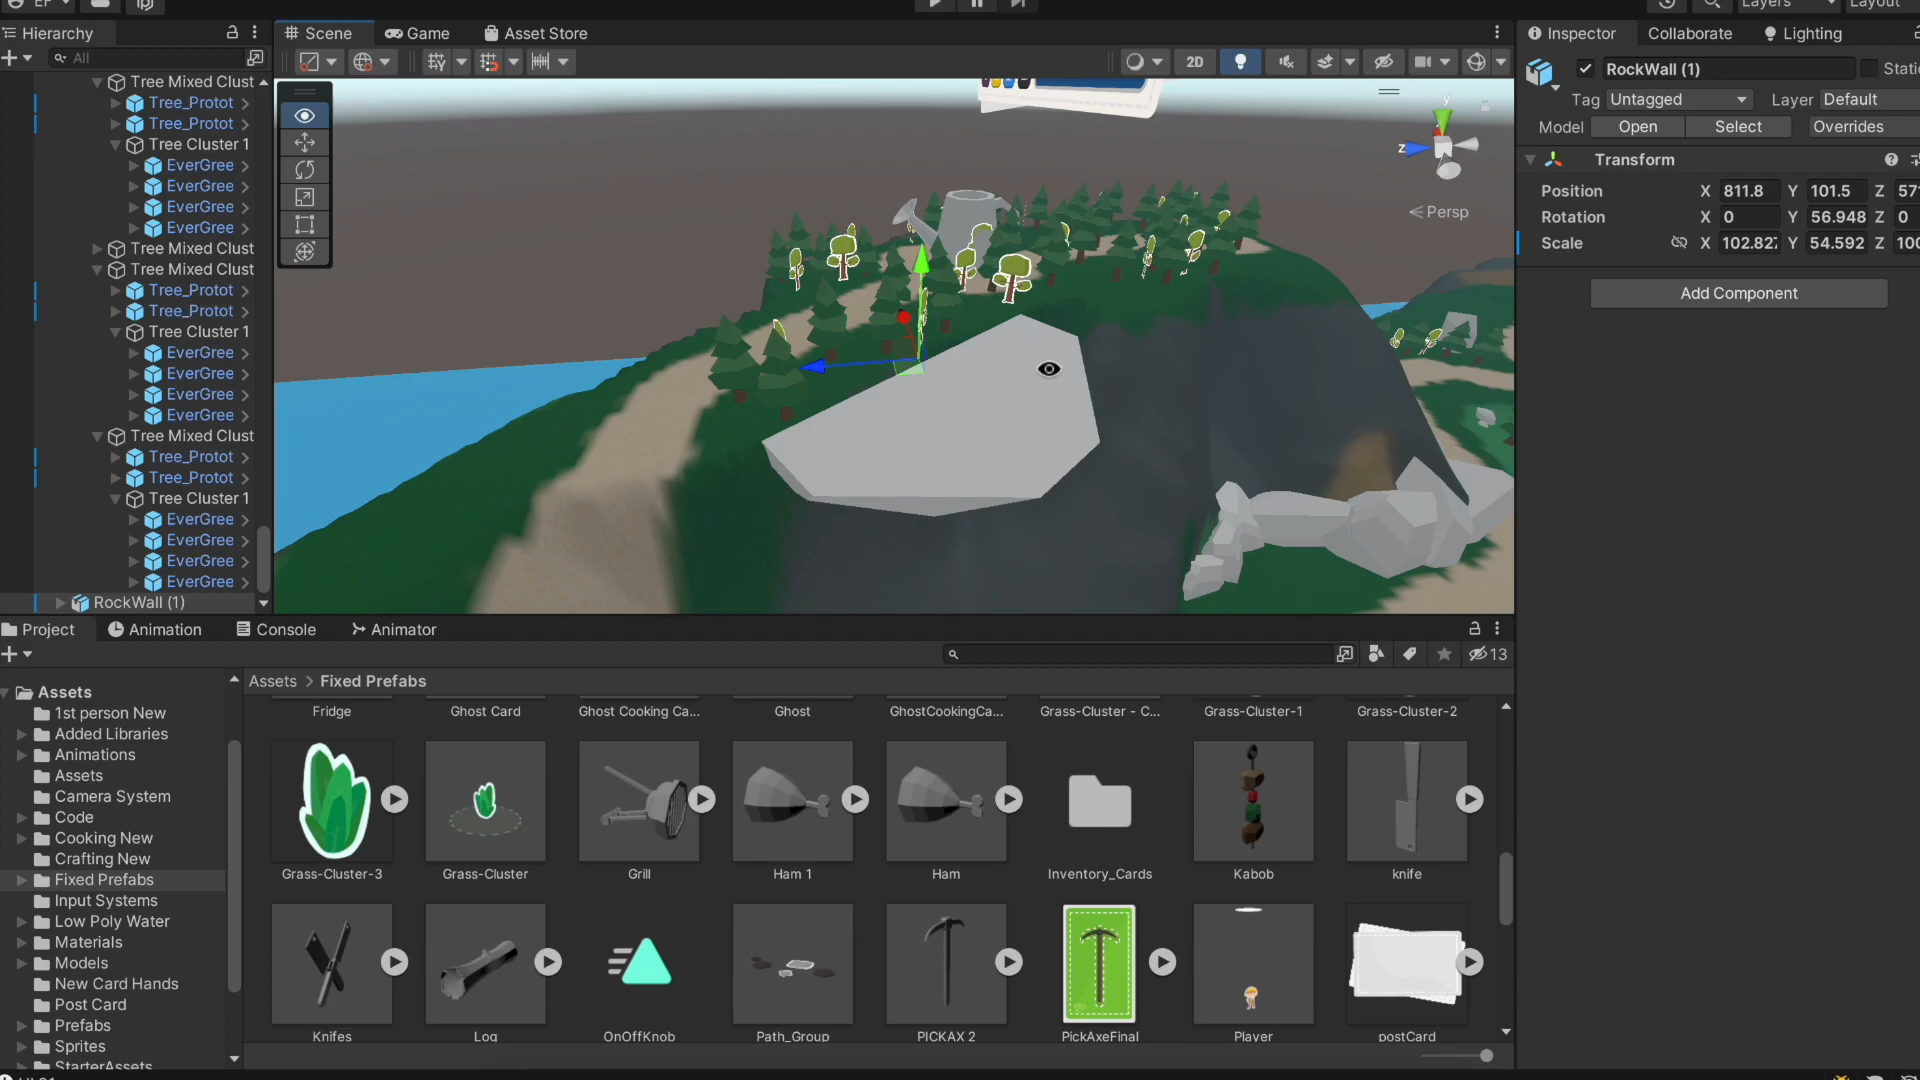 EF
Layers
Layout
Hierarchy
All
Tree Mixed Clust
Tree_Protot
Tree_Protot
Tree Cluster 1
EverGree
EverGree
EverGree
EverGree
Tree Mixed Clust
Tree Mixed Clust
Tree_Protot
Tree_Protot
Tree Cluster 1
EverGree
EverGree
EverGree
EverGree
Tree Mixed Clust
Tree_Protot
Tree_Protot
Tree Cluster 1
EverGree
EverGree
EverGree
EverGree
RockWall (1)
Scene
Game
Asset Store
2D
y
z
Persp
Inspector
Collaborate
Lighting
RockWall (1)
Static
Tag Untagged
Layer Default
Model Open Select Overrides
Transform
Position X 811.8 Y 101.5 Z 571
Rotation X 0 Y 56.948 Z 0
Scale X 102.827 Y 54.592 Z 100
Add Component
Project
Animation
Console
Animator
13
Assets
1st person New
Added Libraries
Animations
Assets
Camera System
Code
Cooking New
Crafting New
Fixed Prefabs
Input Systems
Low Poly Water
Materials
Models
New Card Hands
Post Card
Prefabs
Sprites
StarterAssets
Assets > Fixed Prefabs
Fridge
Ghost Card
Ghost Cooking Ca...
Ghost
GhostCookingCa...
Grass-Cluster - C...
Grass-Cluster-1
Grass-Cluster-2
Grass-Cluster-3
Grass-Cluster
Grill
Ham 1
Ham
Inventory_Cards
Kabob
knife
Knifes
Log
OnOffKnob
Path_Group
PICKAX 2
PickAxeFinal
Player
postCard